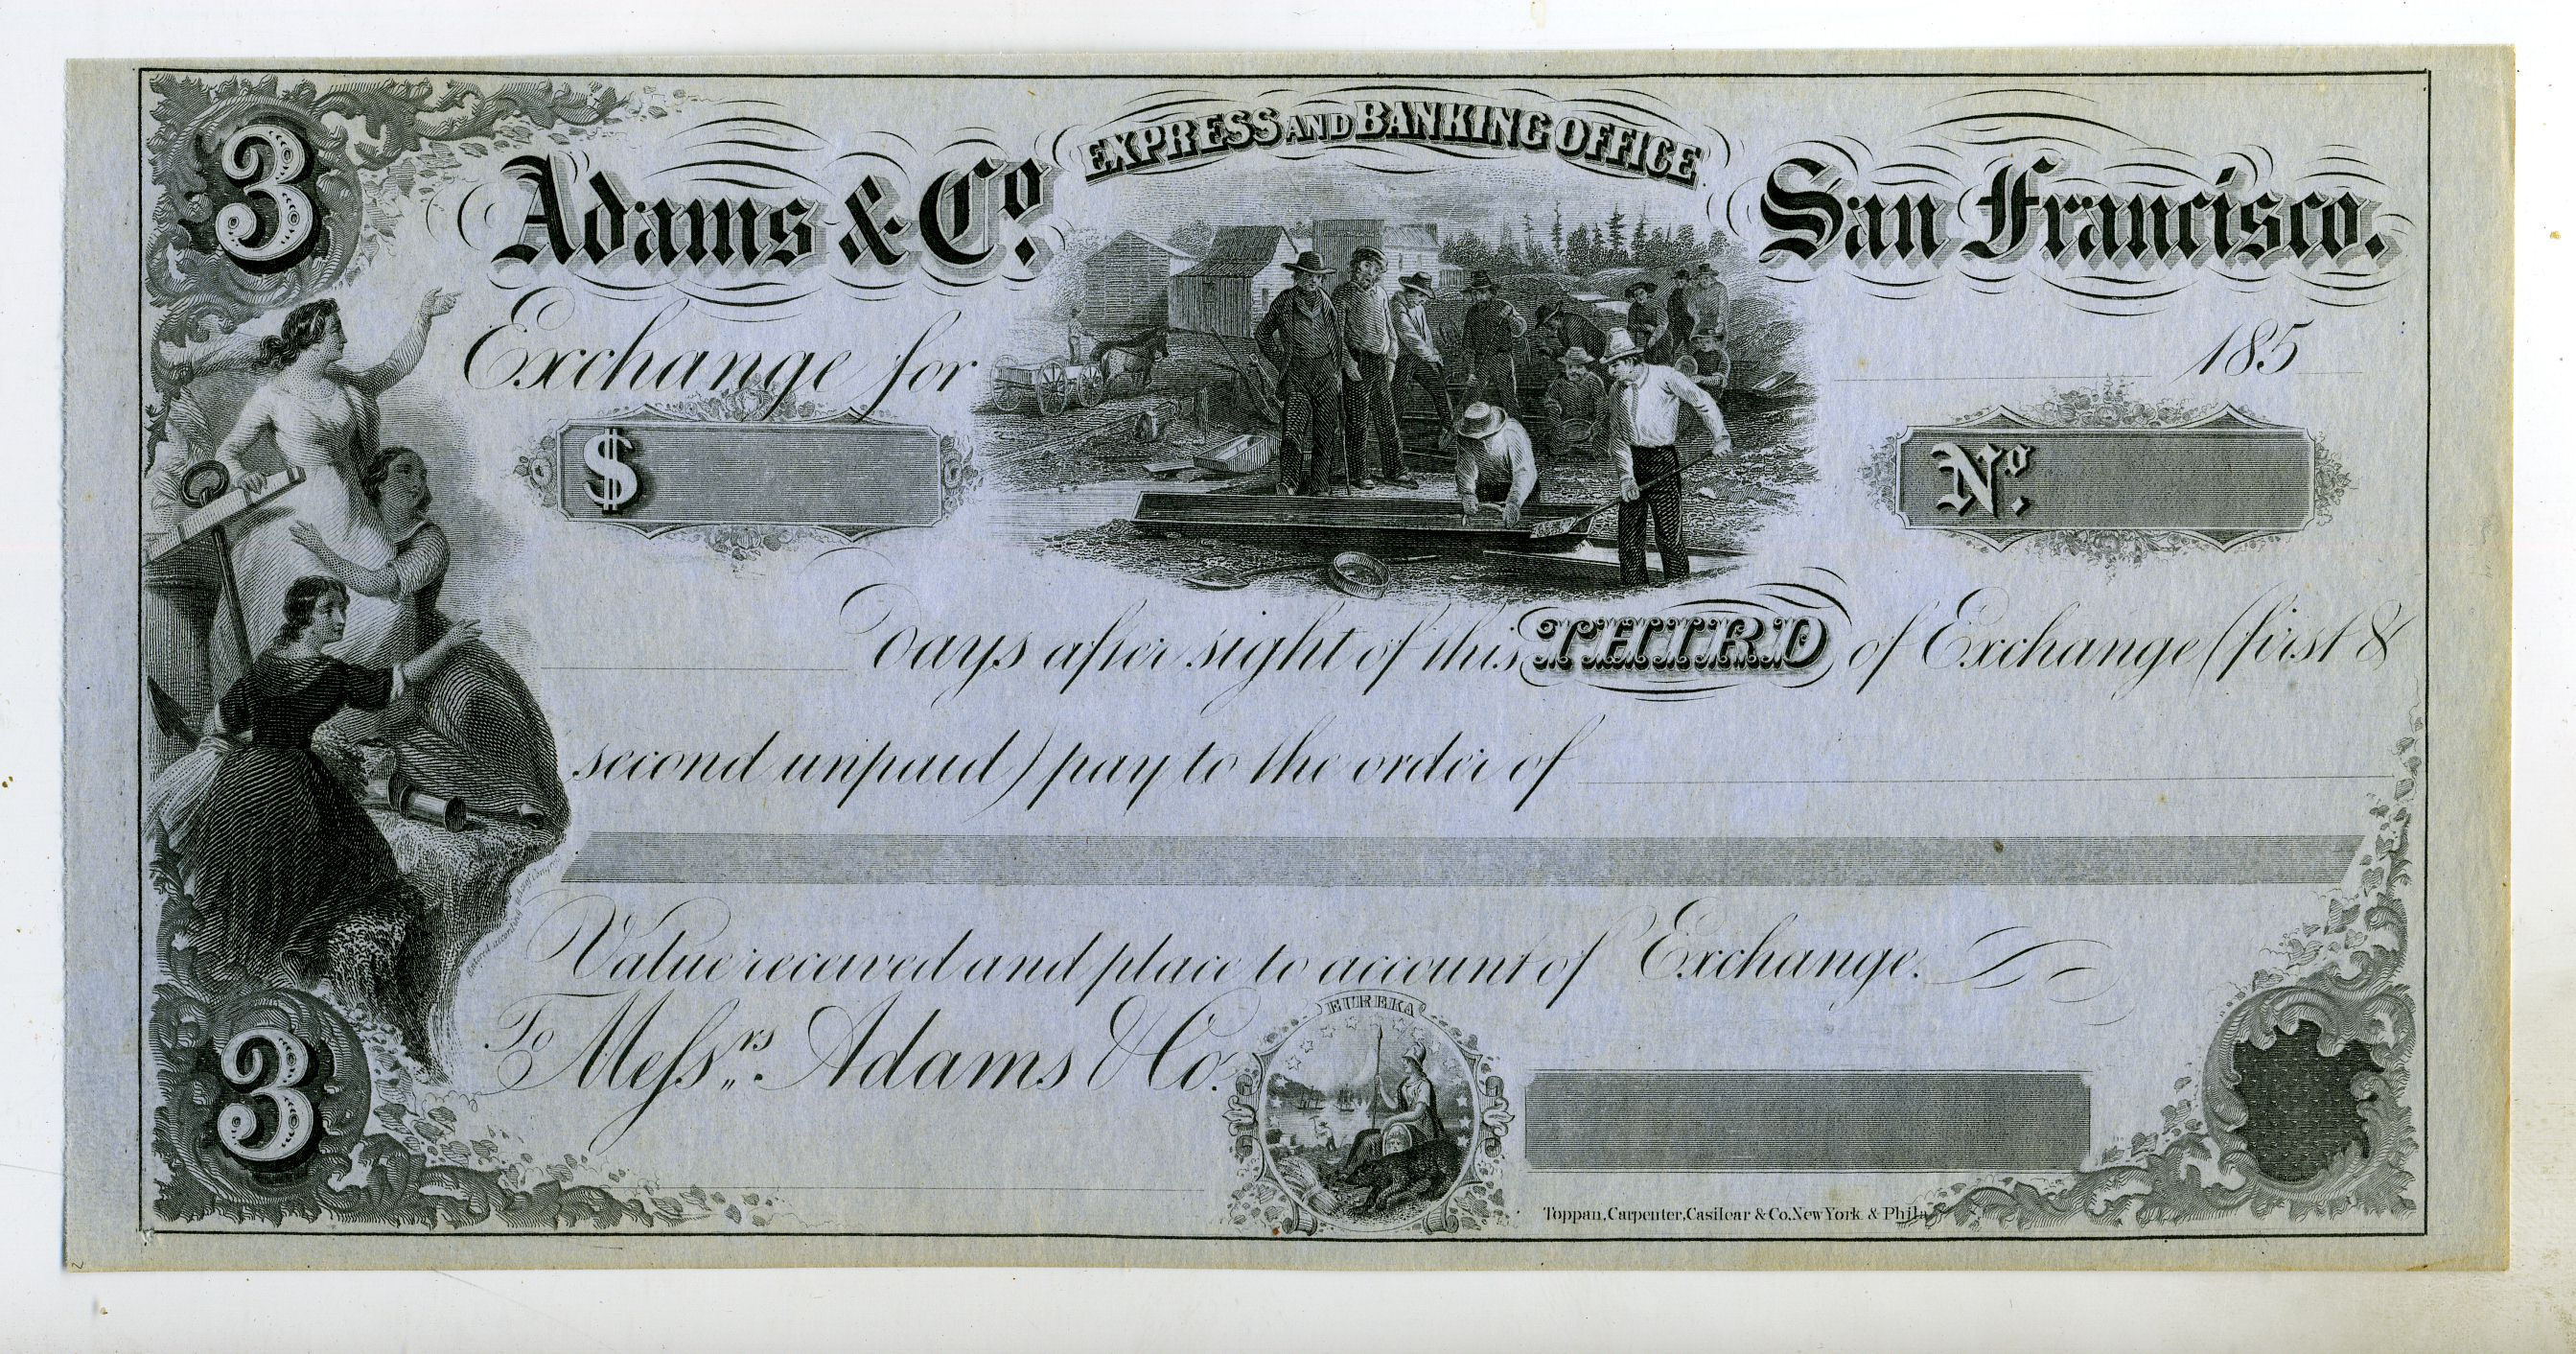 3
EXPRESS AND BANKING OFFICE
Adams & Co.
San Francisco.
Exchange for
185
$
No.
Days after sight of this THIRD of Exchange (first &
second unpaid) pay to the order of
Value received and place to account of Exchange.
To Messrs. Adams & Co.
EUREKA
3
Toppan, Carpenter, Casilear & Co. New York & Phila